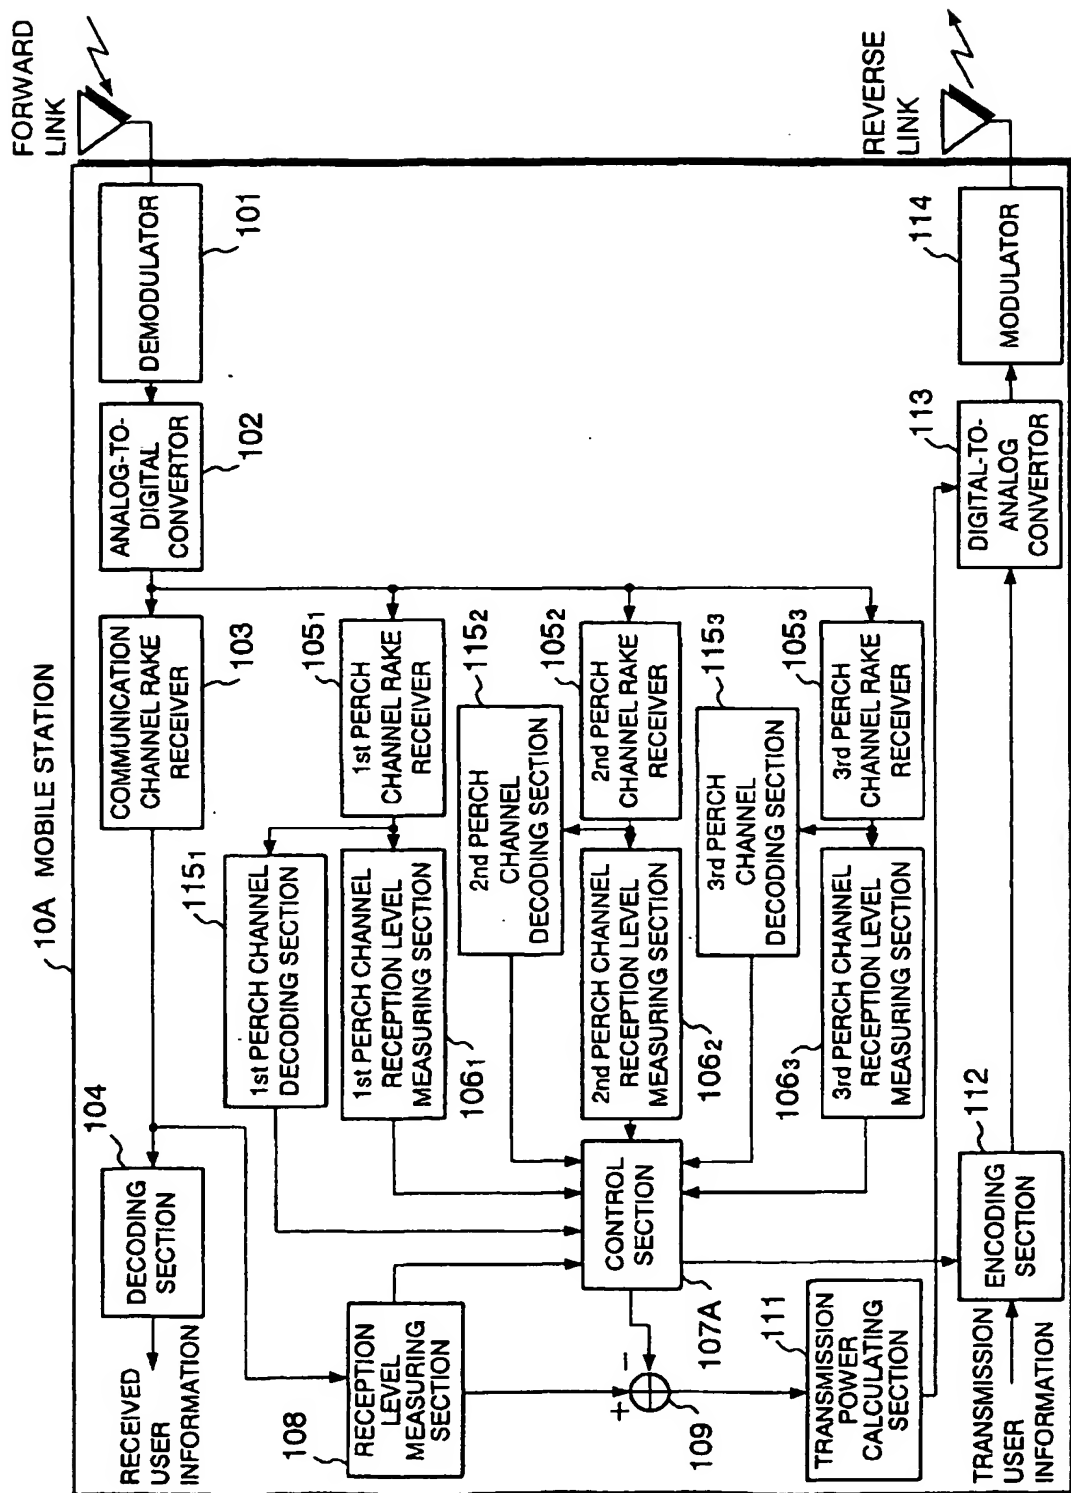 10A MOBILE STATION
FORWARD
LINK
DEMODULATOR
101
ANALOG-TO-
DIGITAL
CONVERTOR
102
COMMUNICATION
CHANNEL RAKE
RECEIVER
103
104
DECODING
SECTION
RECEIVED
USER
INFORMATION
105₁
1st PERCH
CHANNEL RAKE
RECEIVER
115₁
1st PERCH CHANNEL
DECODING SECTION
1st PERCH CHANNEL
RECEPTION LEVEL
MEASURING SECTION
106₁
115₂
2nd PERCH
CHANNEL
DECODING SECTION
105₂
2nd PERCH
CHANNEL RAKE
RECEIVER
2nd PERCH CHANNEL
RECEPTION LEVEL
MEASURING SECTION
106₂
115₃
3rd PERCH
CHANNEL
DECODING SECTION
105₃
3rd PERCH
CHANNEL RAKE
RECEIVER
3rd PERCH CHANNEL
RECEPTION LEVEL
MEASURING SECTION
106₃
CONTROL
SECTION
107A
108
RECEPTION
LEVEL
MEASURING
SECTION
+
−
109
111
TRANSMISSION
POWER
CALCULATING
SECTION
TRANSMISSION
USER
INFORMATION
112
ENCODING
SECTION
113
DIGITAL-TO-
ANALOG
CONVERTOR
114
MODULATOR
REVERSE
LINK